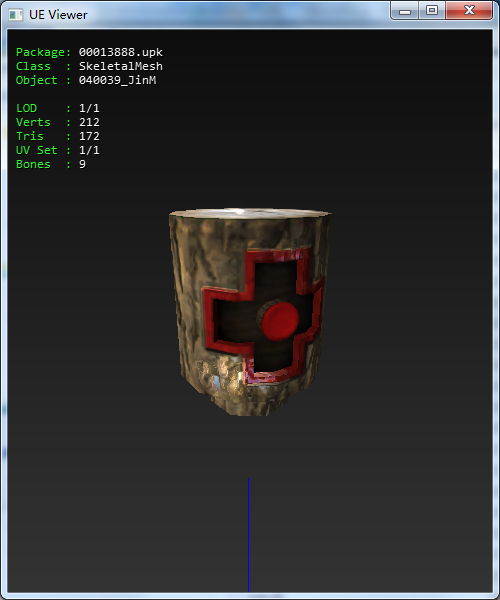 UE Viewer
Package: 00013888.upk
Class : SkeletalMesh
Object : 040039_JinM
LOD : 1/1
Verts : 212
Tris : 172
UV Set : 1/1
Bones : 9